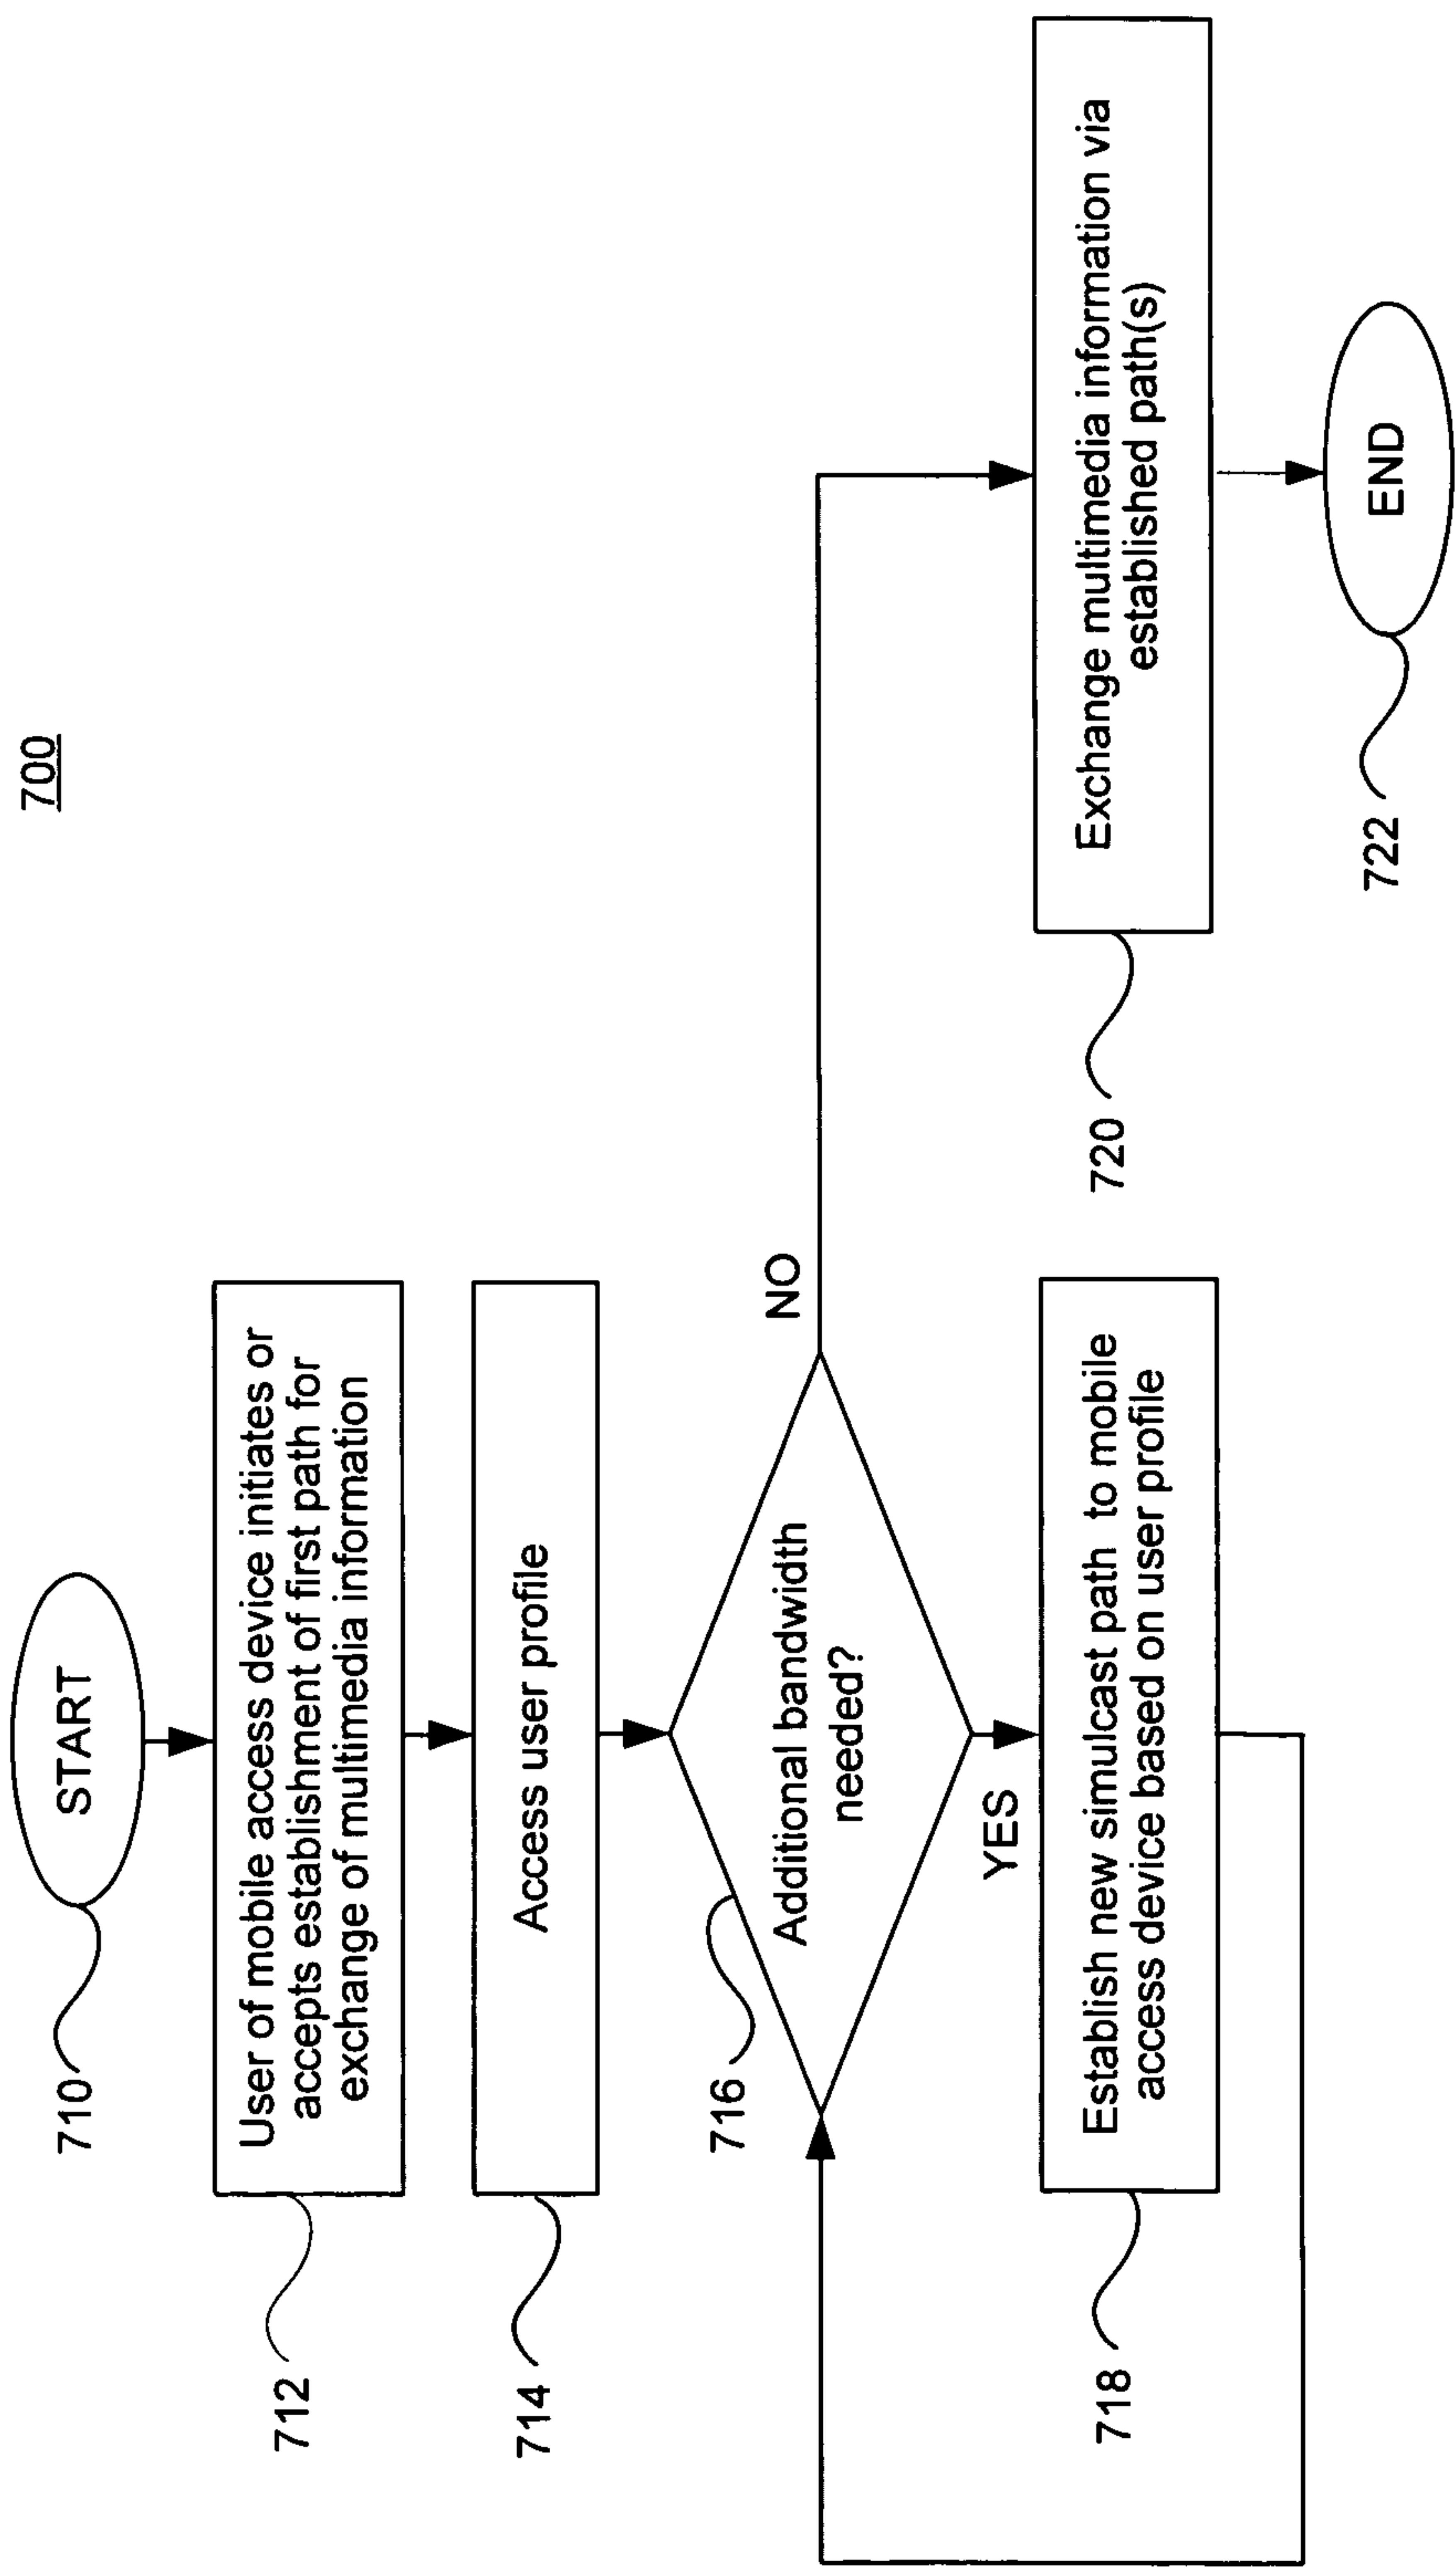 700
710
START
712
User of mobile access device initiates or
accepts establishment of first path for
exchange of multimedia information
714
Access user profile
716
Additional bandwidth
needed?
NO
YES
718
Establish new simulcast path to mobile
access device based on user profile
720
Exchange multimedia information via
established path(s)
722
END